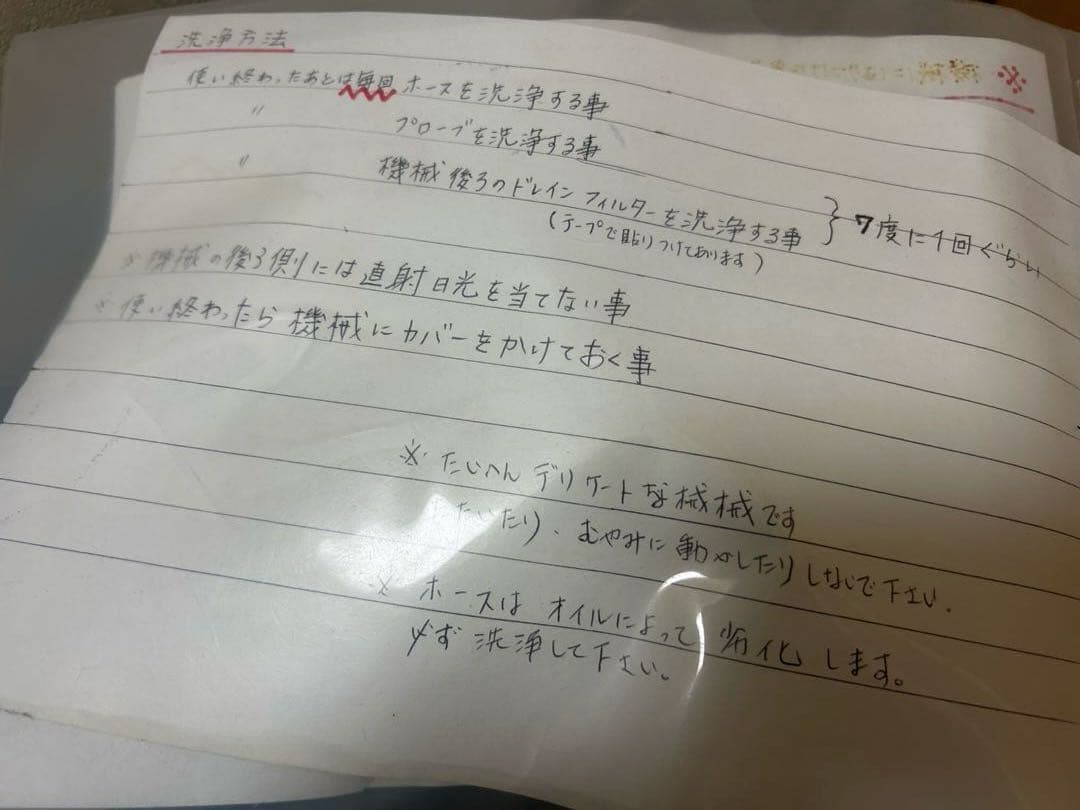 洗浄方法
使い終わったあとは毎回 ホースを洗浄する事
〃 プローブを洗浄する事
〃 機械後ろのドレインフィルターを洗浄する事
(テープで貼りつけてあります)
7度に1回ぐらい
※機械の後ろ側には直射日光を当てない事
※使い終わったら機械にカバーをかけておく事
※ たいへん デリケートな械械です
たいたり、むやみに動かしたりしないで下さい.
※ ホースは オイルによって 劣化 します。
必ず 洗浄して下さい。